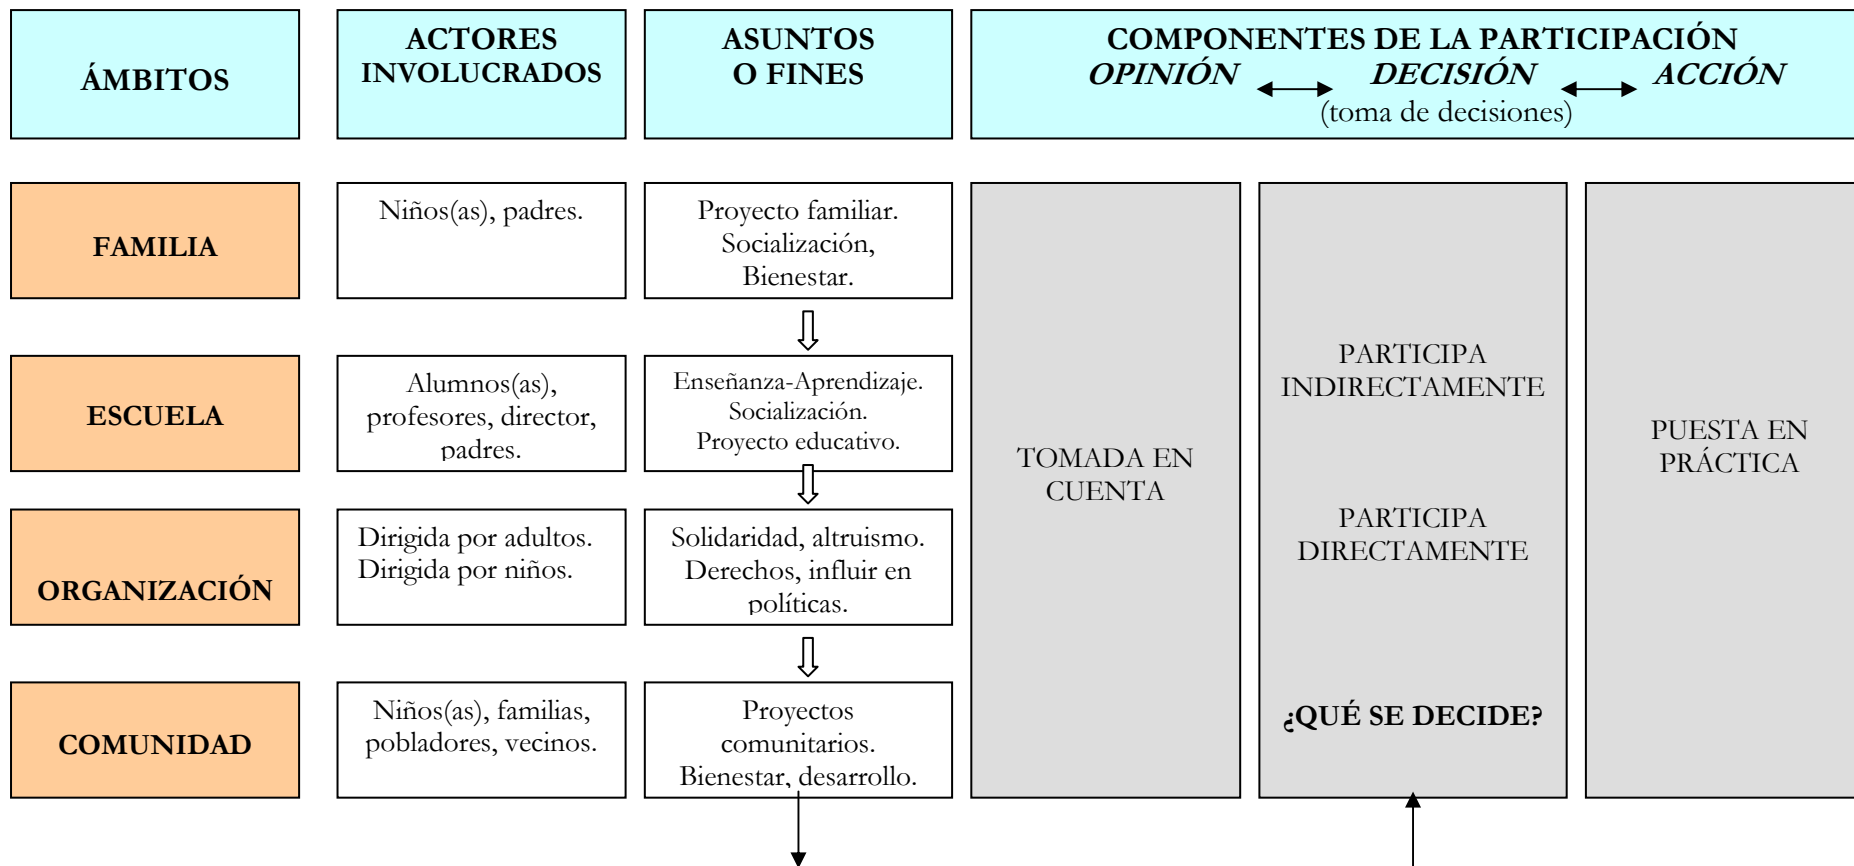 ÁMBITOS
ACTORES
INVOLUCRADOS
ASUNTOS
O FINES
COMPONENTES DE LA PARTICIPACIÓN
OPINIÓN DECISIÓN ACCIÓN
(toma de decisiones)
FAMILIA
Niños(as), padres.
Proyecto familiar.
Socialización,
Bienestar.
ESCUELA
Alumnos(as),
profesores, director,
padres.
Enseñanza-Aprendizaje.
Socialización.
Proyecto educativo.
ORGANIZACIÓN
Dirigida por adultos.
Dirigida por niños.
Solidaridad, altruismo.
Derechos, influir en
políticas.
COMUNIDAD
Niños(as), familias,
pobladores, vecinos.
Proyectos
comunitarios.
Bienestar, desarrollo.
TOMADA EN
CUENTA
PARTICIPA
INDIRECTAMENTE
PARTICIPA
DIRECTAMENTE
¿QUÉ SE DECIDE?
PUESTA EN
PRÁCTICA